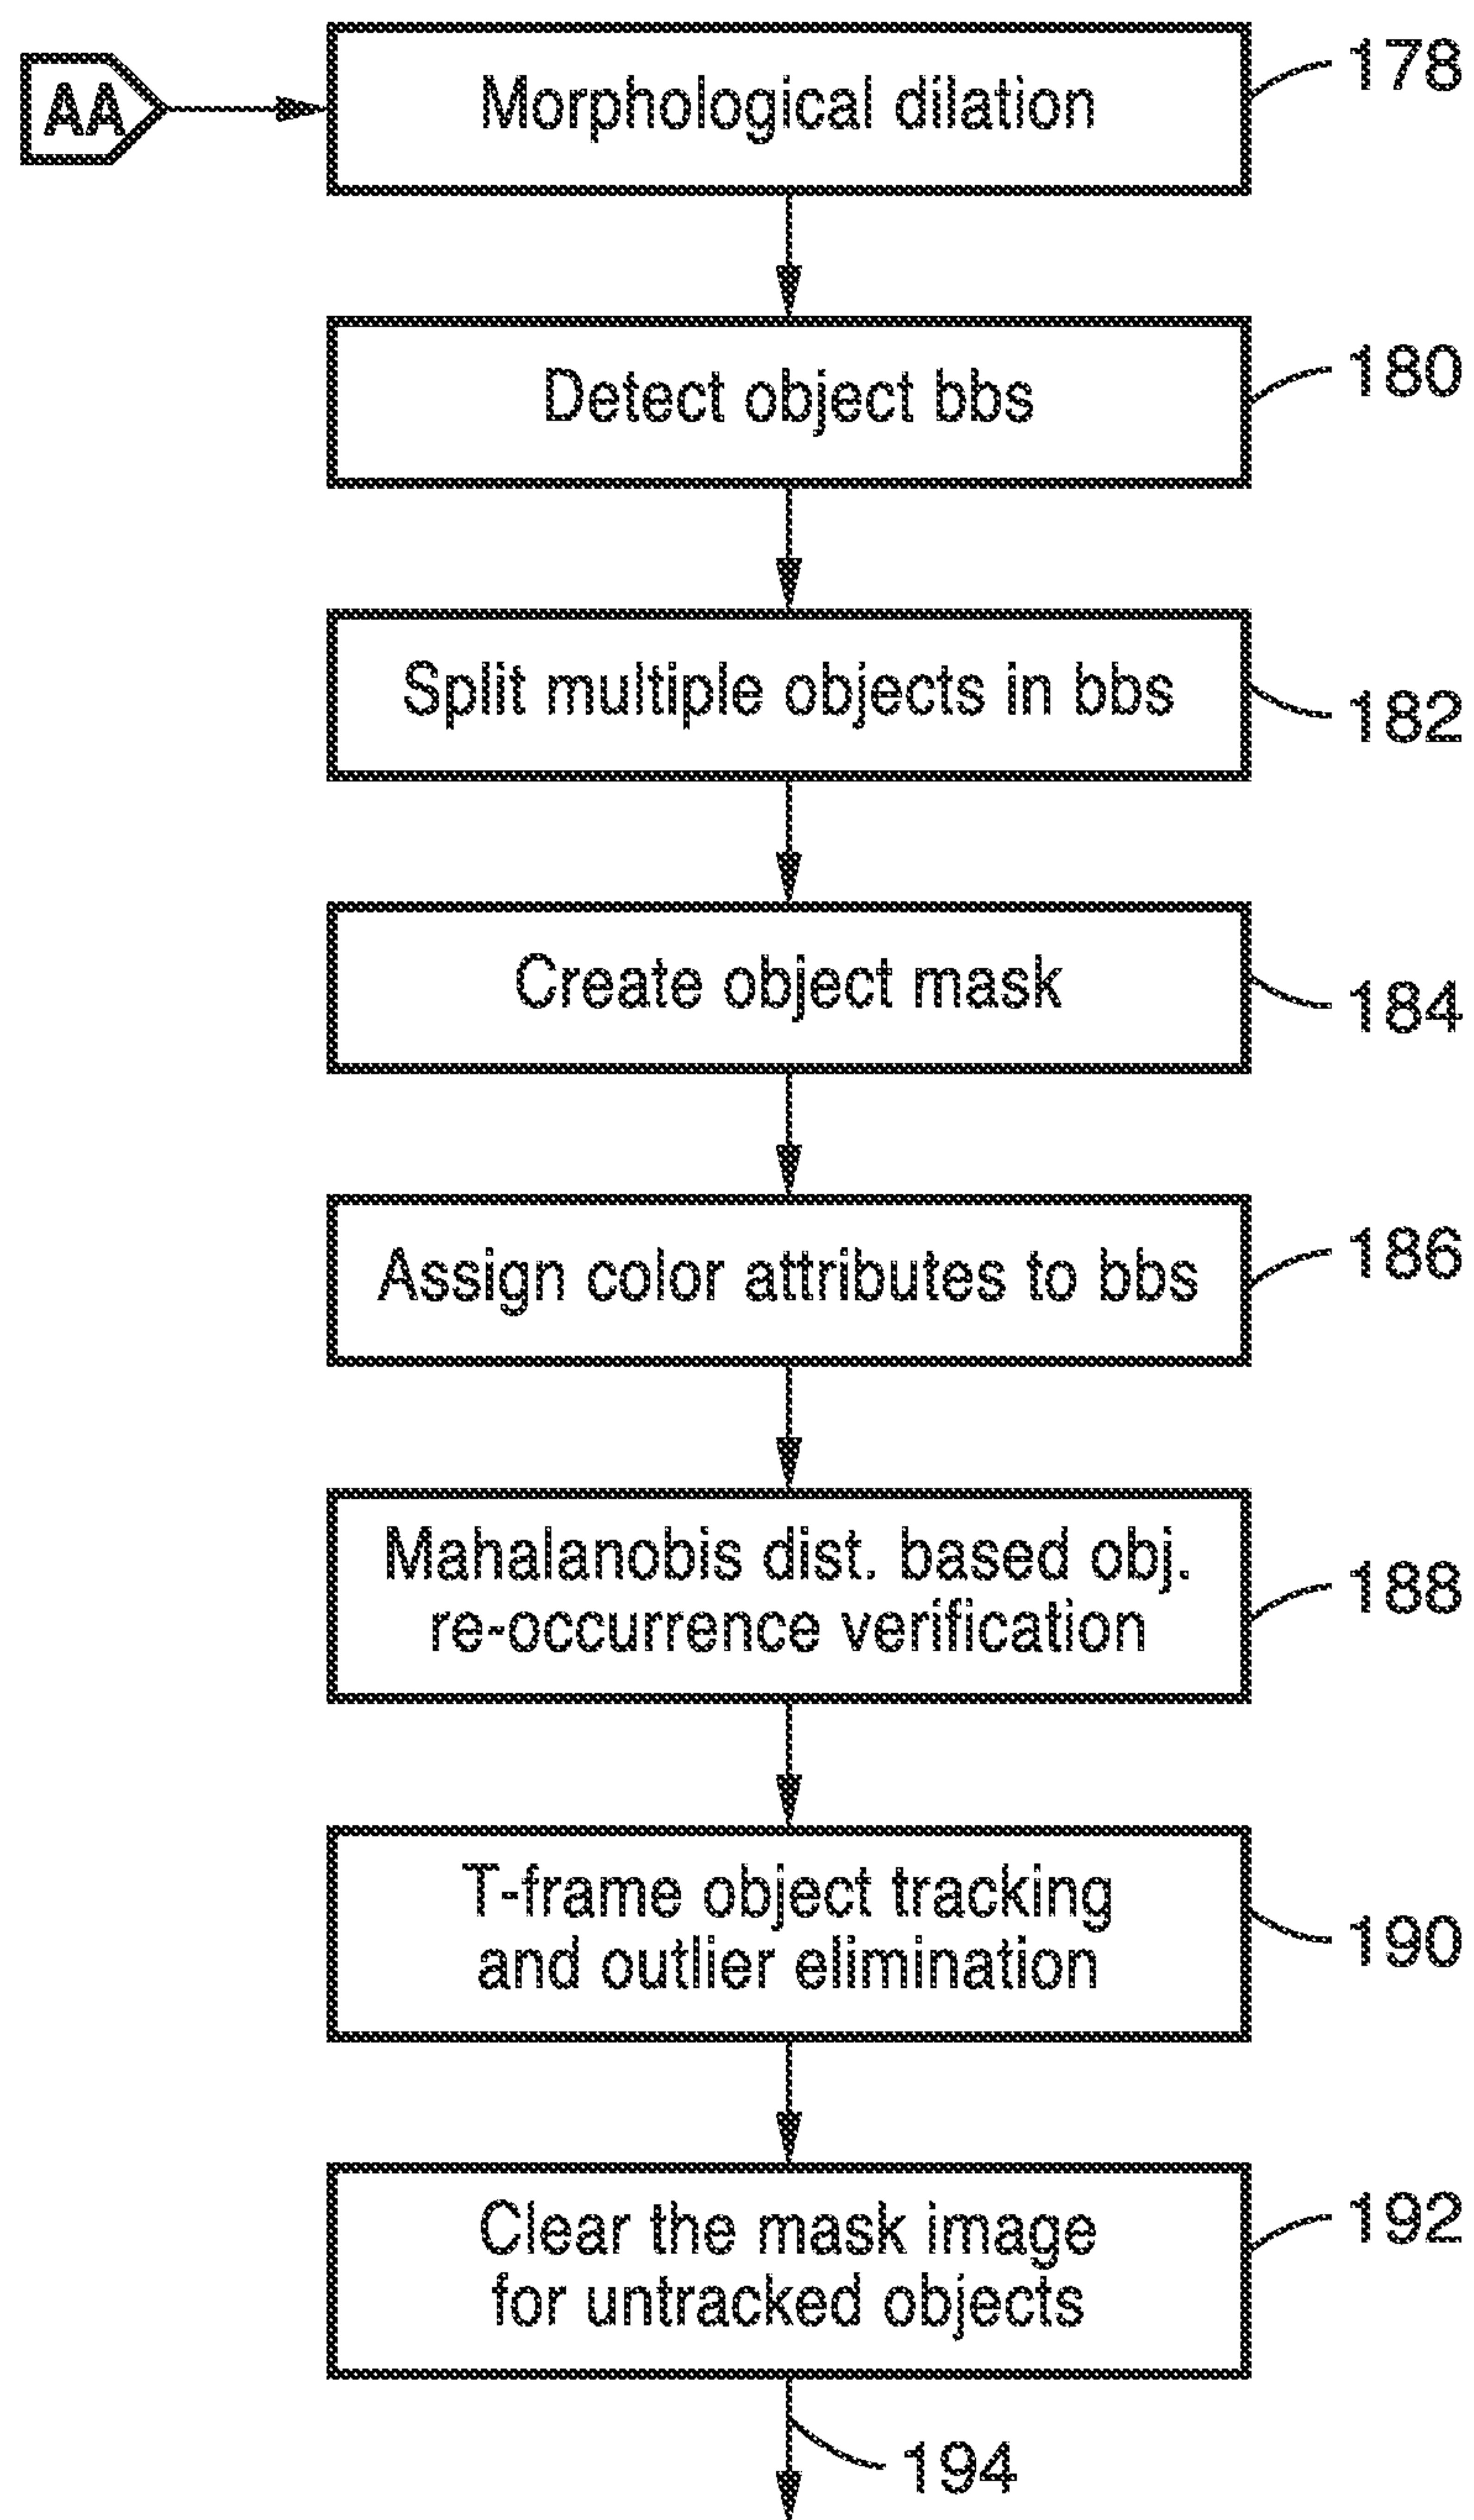 AA
Morphological dilation
178
Detect object bbs
180
Split multiple objects in bbs
182
Create object mask
184
Assign color attributes to bbs
186
Mahalanobis dist. based obj.
re-occurrence verification
188
T-frame object tracking
and outlier elimination
190
Clear the mask image
for untracked objects
192
194